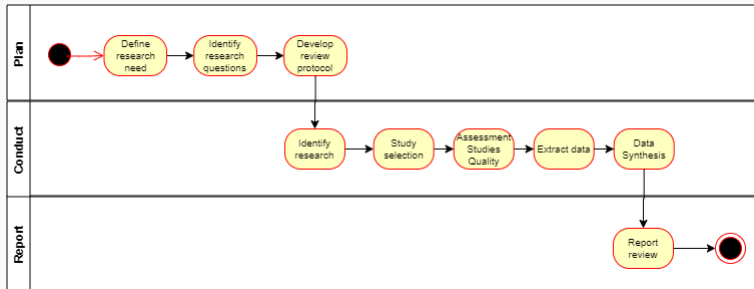 Plan
Define
research
need
Identify
research
questions
Develop
review
protocol
Conduct
Identify
research
Study
selection
Assessment
Studies
Quality
Extract data
Data
Synthesis
Report
Report
review